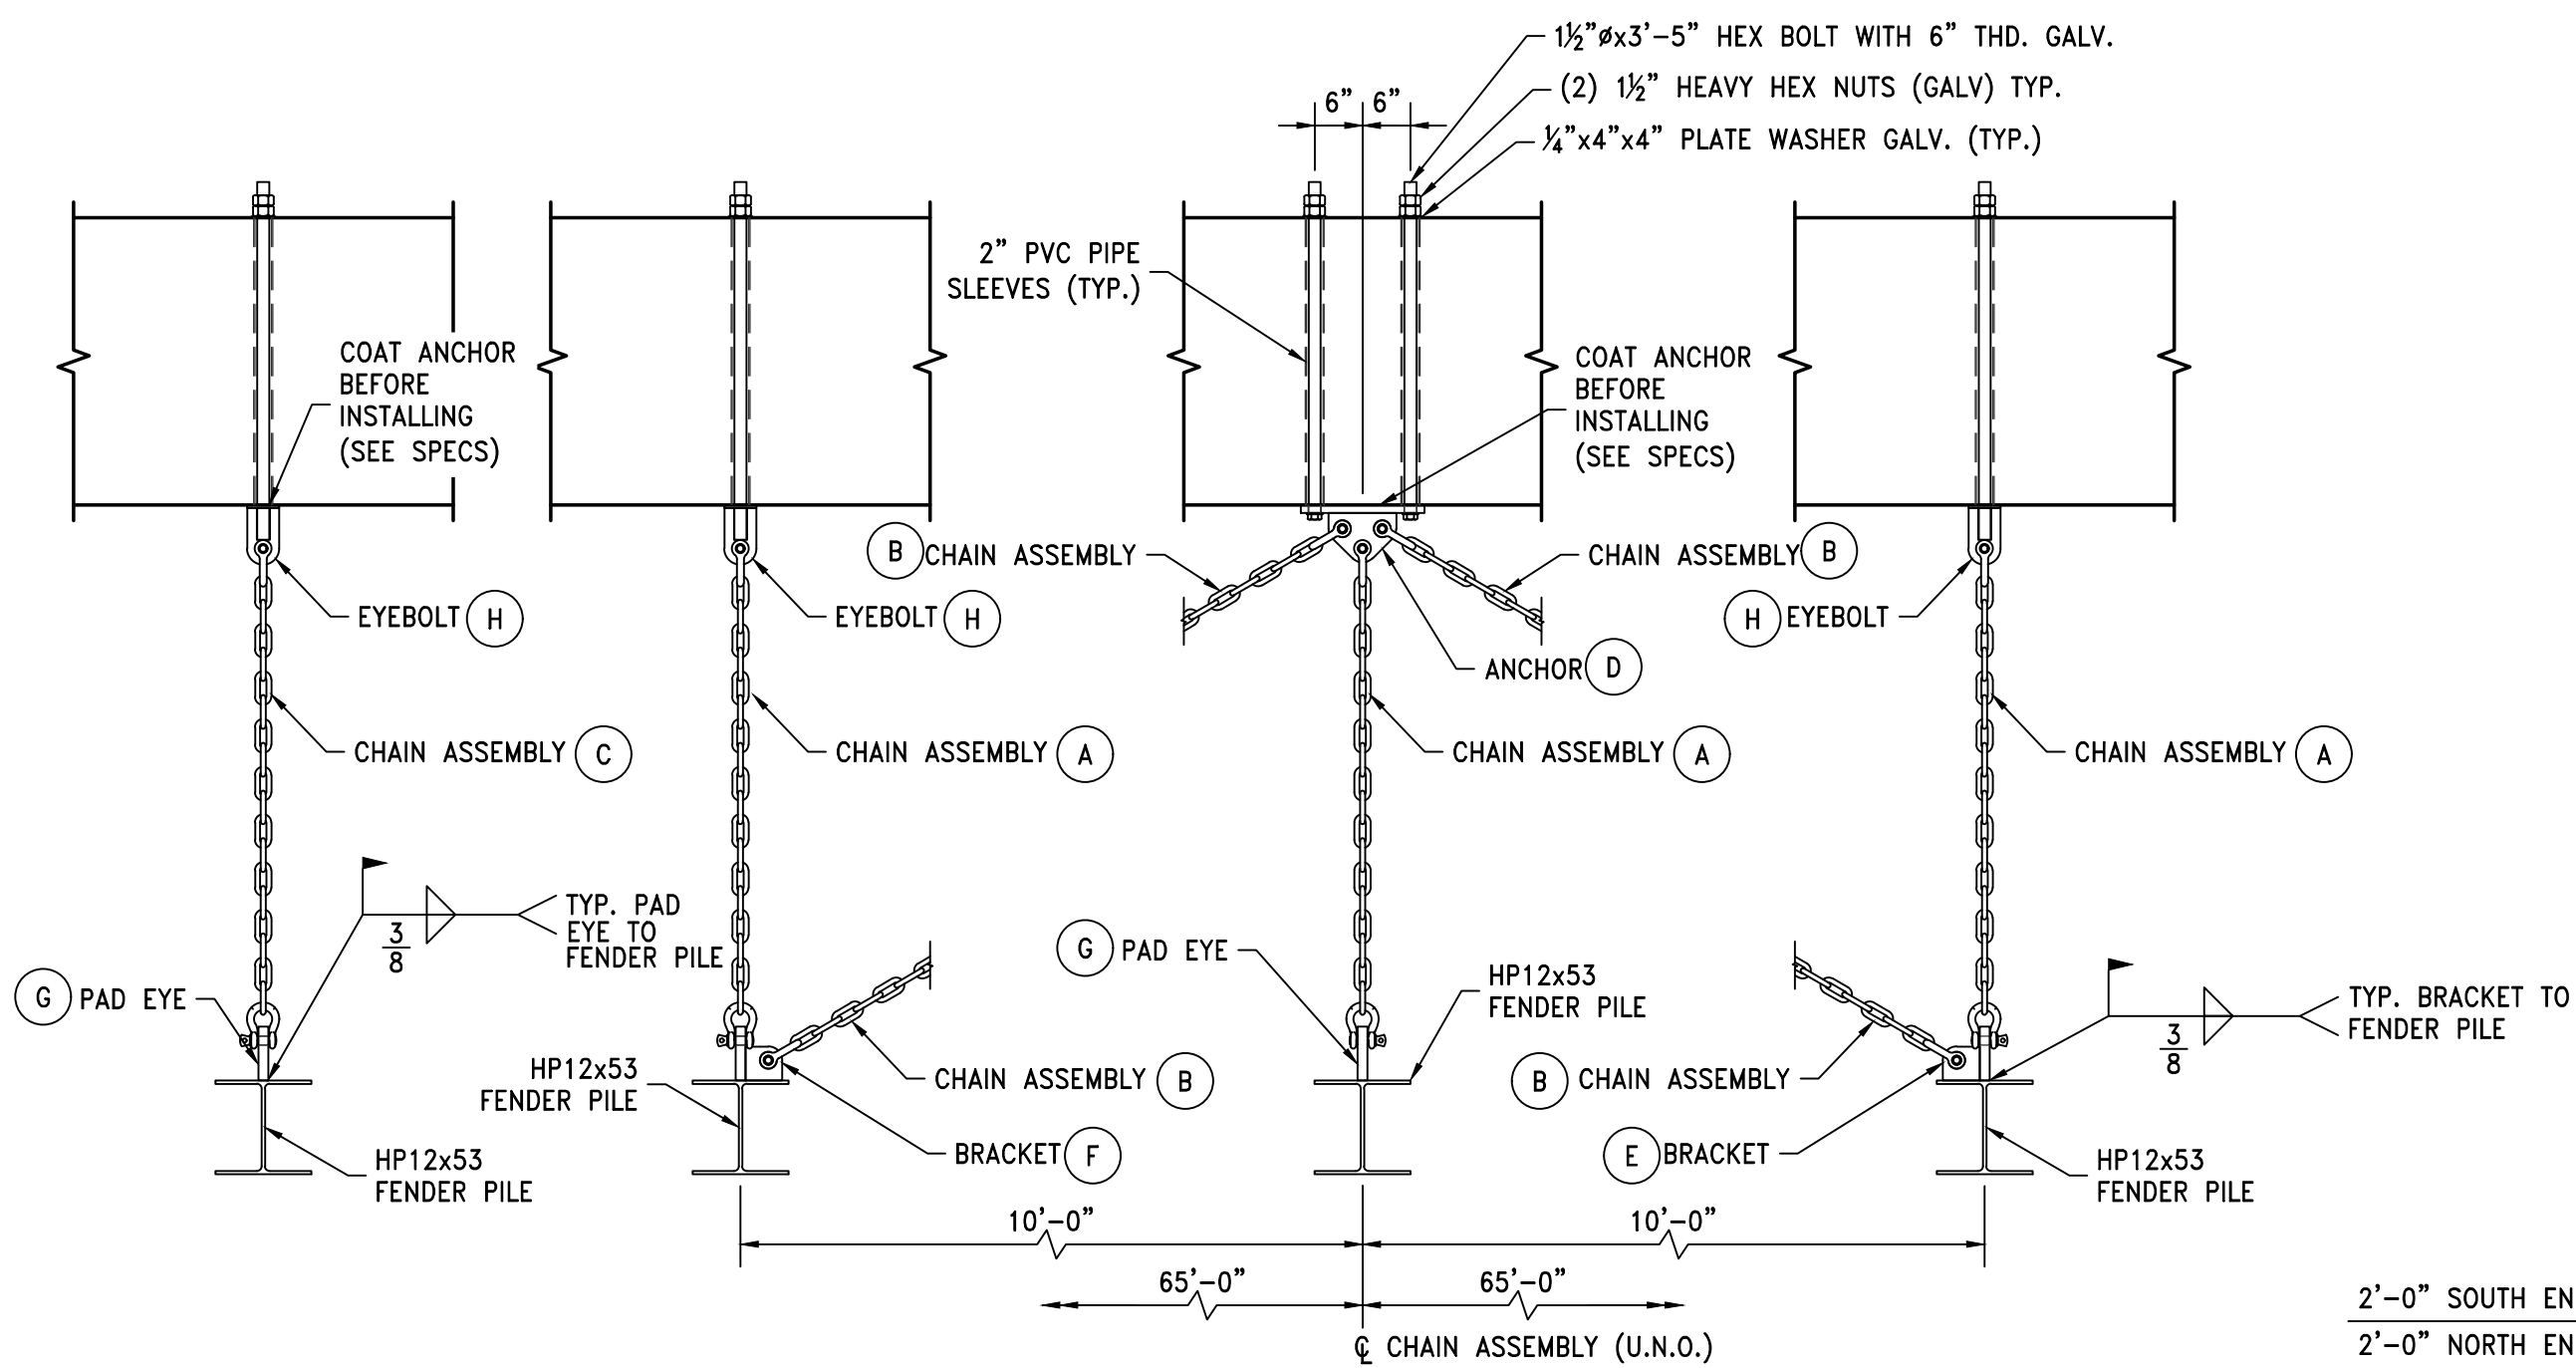 1½"øx3'-5" HEX BOLT WITH 6" THD. GALV.
(2) 1½" HEAVY HEX NUTS (GALV) TYP.
¼"x4"x4" PLATE WASHER GALV. (TYP.)
6" 6"
2" PVC PIPE
SLEEVES (TYP.)
COAT ANCHOR
BEFORE
INSTALLING
(SEE SPECS)
COAT ANCHOR
BEFORE
INSTALLING
(SEE SPECS)
B CHAIN ASSEMBLY
CHAIN ASSEMBLY B
EYEBOLT H
EYEBOLT H
H EYEBOLT
ANCHOR D
CHAIN ASSEMBLY C
CHAIN ASSEMBLY A
CHAIN ASSEMBLY A
CHAIN ASSEMBLY A
3
8
TYP. PAD
EYE TO
FENDER PILE
G PAD EYE
G PAD EYE
HP12x53
FENDER PILE
3
8
TYP. BRACKET TO
FENDER PILE
HP12x53
FENDER PILE
CHAIN ASSEMBLY B
B CHAIN ASSEMBLY
BRACKET F
E BRACKET
HP12x53
FENDER PILE
HP12x53
FENDER PILE
10'-0"
10'-0"
65'-0"
65'-0"
℄ CHAIN ASSEMBLY (U.N.O.)
2'-0" SOUTH EN
2'-0" NORTH EN